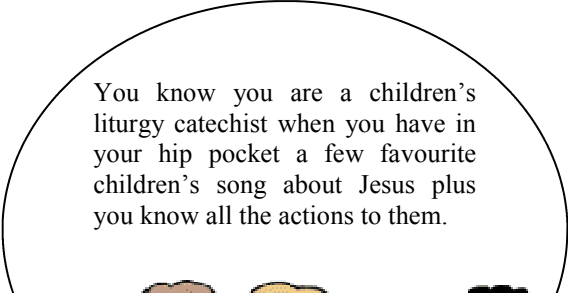 You know you are a children’s
liturgy catechist when you have in
your hip pocket a few favourite
children’s song about Jesus plus
you know all the actions to them.